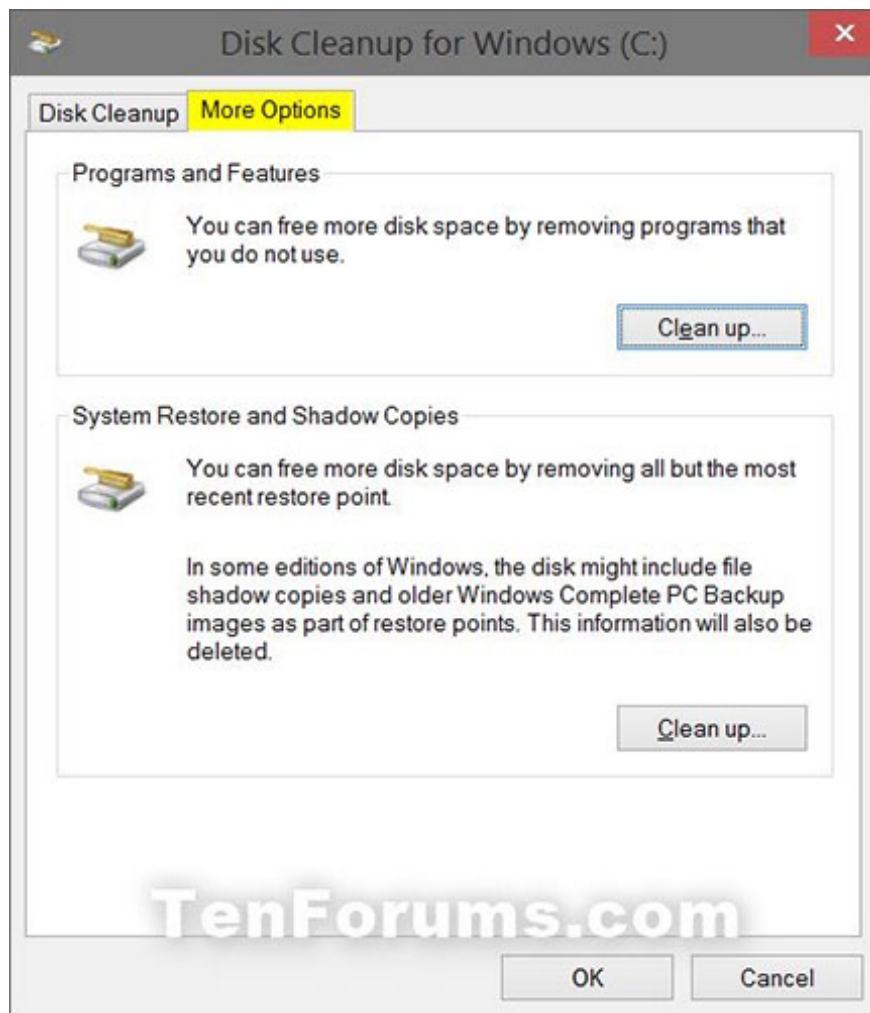 Disk Cleanup for Windows (C:)
Disk Cleanup
More Options
Programs and Features
You can free more disk space by removing programs that
you do not use.
Clean up...
System Restore and Shadow Copies
You can free more disk space by removing all but the most
recent restore point.
In some editions of Windows, the disk might include file
shadow copies and older Windows Complete PC Backup
images as part of restore points. This information will also be
deleted.
Clean up...
TenForums.com
OK
Cancel